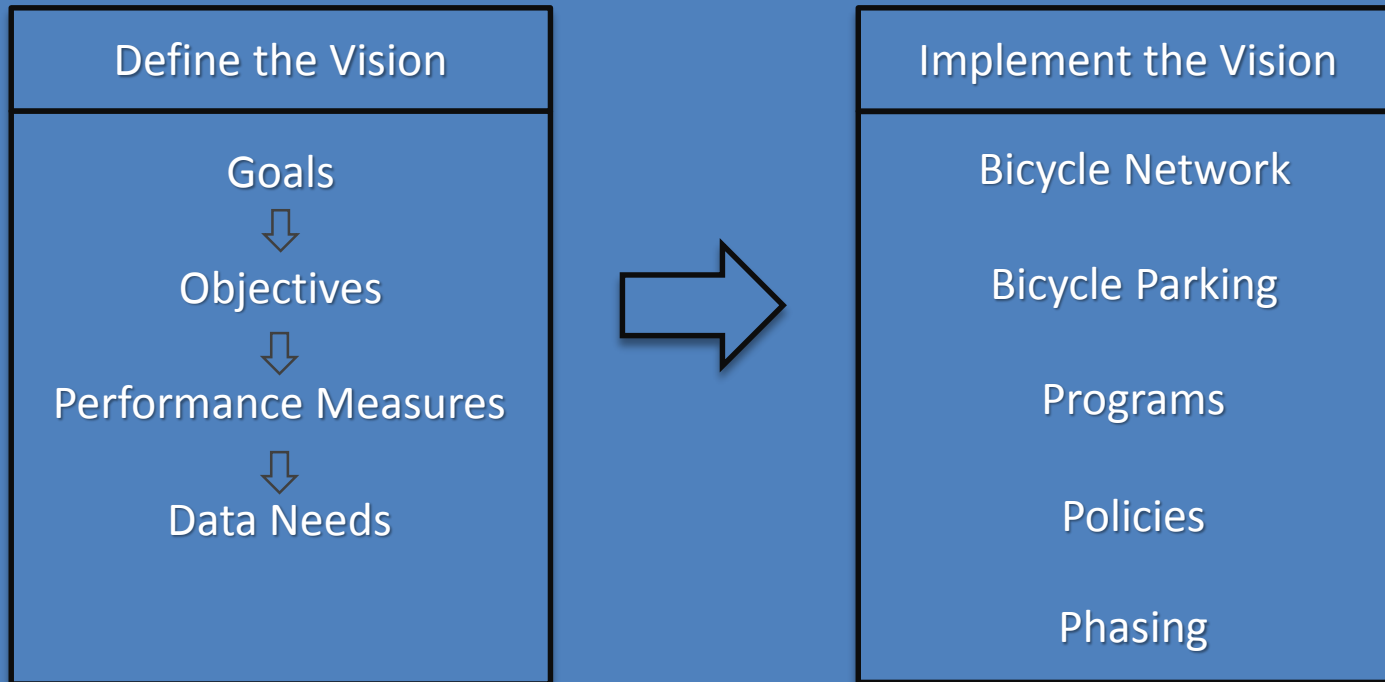 Define the Vision
Goals
Objectives
Performance Measures
Data Needs
Implement the Vision
Bicycle Network
Bicycle Parking
Programs
Policies
Phasing